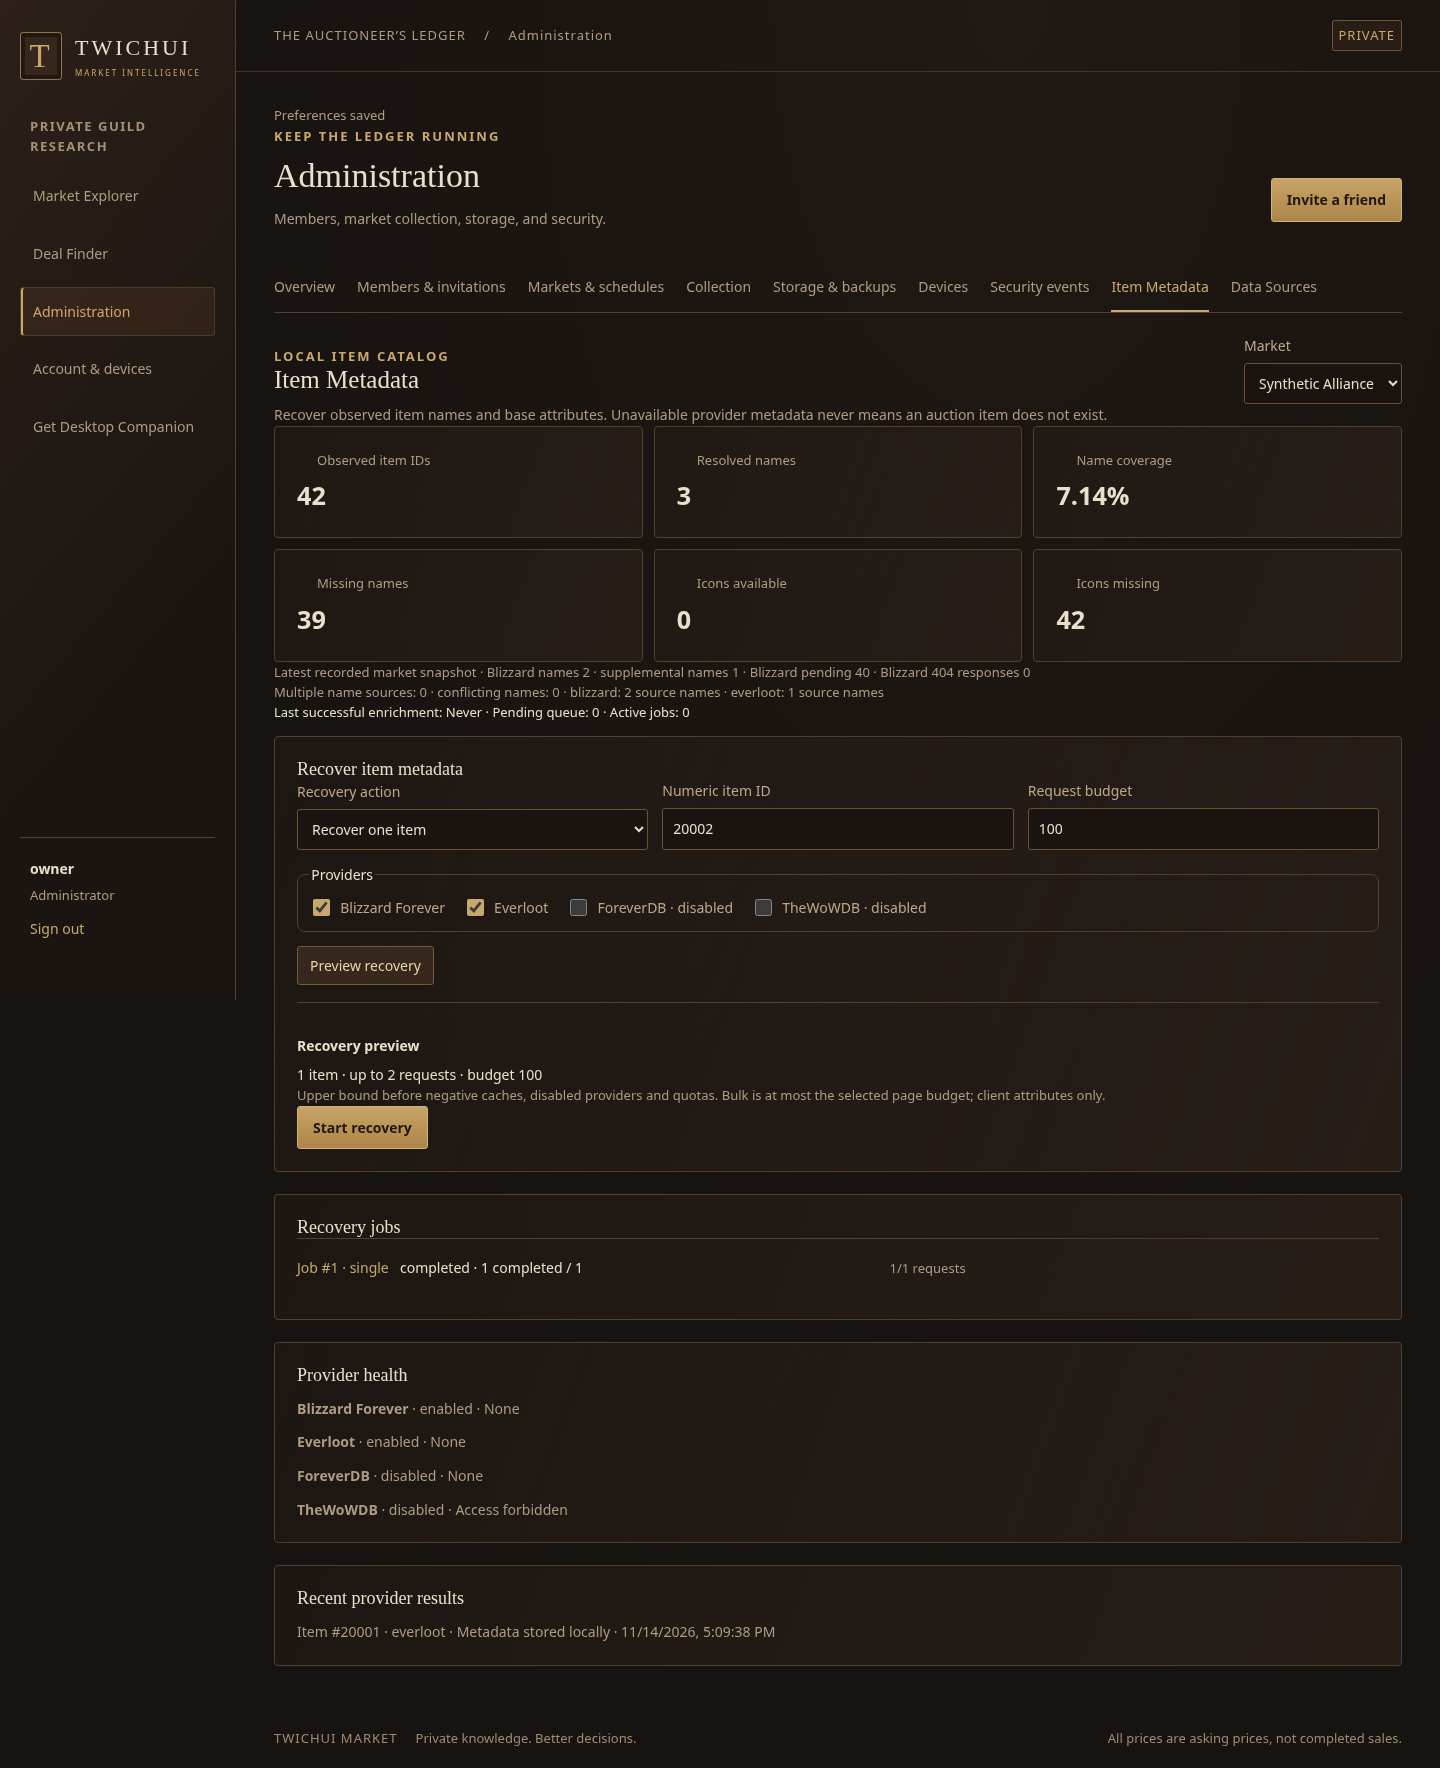 T
TWICHUI
MARKET INTELLIGENCE
PRIVATE GUILD
RESEARCH
Market Explorer
Deal Finder
Administration
Account & devices
Get Desktop Companion
owner
Administrator
Sign out
THE AUCTIONEER’S LEDGER / Administration
PRIVATE
Preferences saved
KEEP THE LEDGER RUNNING
Administration
Members, market collection, storage, and security.
Invite a friend
Overview Members & invitations Markets & schedules Collection Storage & backups Devices Security events Item Metadata Data Sources
LOCAL ITEM CATALOG
Item Metadata
Recover observed item names and base attributes. Unavailable provider metadata never means an auction item does not exist.
Market
Synthetic Alliance
Observed item IDs
42
Resolved names
3
Name coverage
7.14%
Missing names
39
Icons available
0
Icons missing
42
Latest recorded market snapshot · Blizzard names 2 · supplemental names 1 · Blizzard pending 40 · Blizzard 404 responses 0
Multiple name sources: 0 · conflicting names: 0 · blizzard: 2 source names · everloot: 1 source names
Last successful enrichment: Never · Pending queue: 0 · Active jobs: 0
Recover item metadata
Recovery action
Recover one item
Numeric item ID
20002
Request budget
100
Providers
Blizzard Forever Everloot ForeverDB · disabled TheWoWDB · disabled
Preview recovery
Recovery preview
1 item · up to 2 requests · budget 100
Upper bound before negative caches, disabled providers and quotas. Bulk is at most the selected page budget; client attributes only.
Start recovery
Recovery jobs
Job #1 · single completed · 1 completed / 1 1/1 requests
Provider health
Blizzard Forever · enabled · None
Everloot · enabled · None
ForeverDB · disabled · None
TheWoWDB · disabled · Access forbidden
Recent provider results
Item #20001 · everloot · Metadata stored locally · 11/14/2026, 5:09:38 PM
TWICHUI MARKET Private knowledge. Better decisions.
All prices are asking prices, not completed sales.